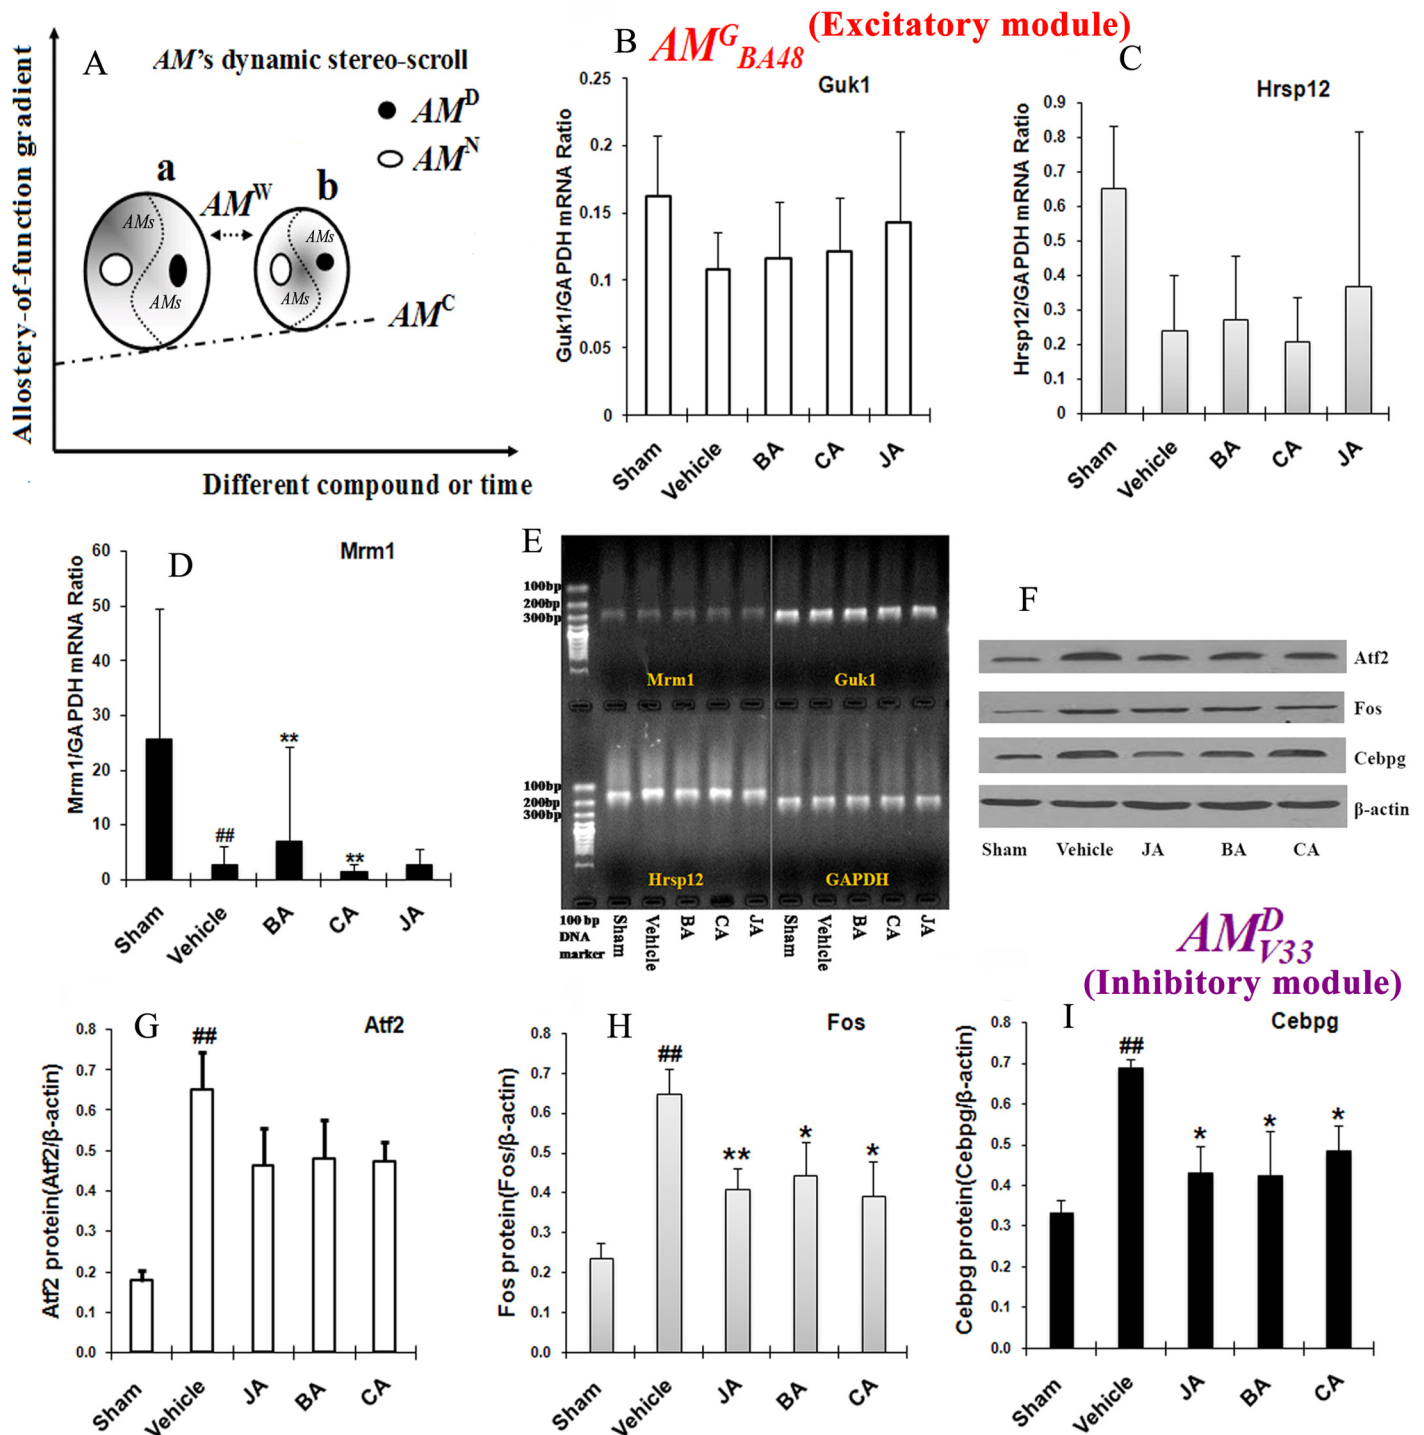 A
AM's dynamic stereo-scroll
AM^D
AM^N
a
AM^W
b
AMs
AMs
AMs
AMs
AM^C
Allostery-of-function gradient
Different compound or time
(Excitatory module)
B
AM^G_BA48
Guk1
Guk1/GAPDH mRNA Ratio
0.25
0.2
0.15
0.1
0.05
0
Sham Vehicle BA CA JA
C
Hrsp12
Hrsp12/GAPDH mRNA Ratio
0.9
0.8
0.7
0.6
0.5
0.4
0.3
0.2
0.1
0
Sham Vehicle BA CA JA
D
Mrm1
Mrm1/GAPDH mRNA Ratio
60
50
40
30
20
10
0
##
**
**
Sham Vehicle BA CA JA
E
100bp
200bp
300bp
Mrm1 Guk1
100bp
200bp
300bp
Hrsp12 GAPDH
100 bp
DNA
marker
Sham Vehicle BA CA JA Sham Vehicle BA CA JA
F
Atf2
Fos
Cebpg
β-actin
Sham Vehicle JA BA CA
AM^D_V33
(Inhibitory module)
G
Atf2
Atf2 protein(Atf2/β-actin)
0.8
0.7
0.6
0.5
0.4
0.3
0.2
0.1
0.0
##
Sham Vehicle JA BA CA
H
Fos
Fos protein(Fos/β-actin)
0.8
0.7
0.6
0.5
0.4
0.3
0.2
0.1
0.0
##
**
*
*
Sham Vehicle JA BA CA
I
Cebpg
Cebpg protein(Cebpg/β-actin)
0.8
0.7
0.6
0.5
0.4
0.3
0.2
0.1
0.0
##
*
*
*
Sham Vehicle JA BA CA